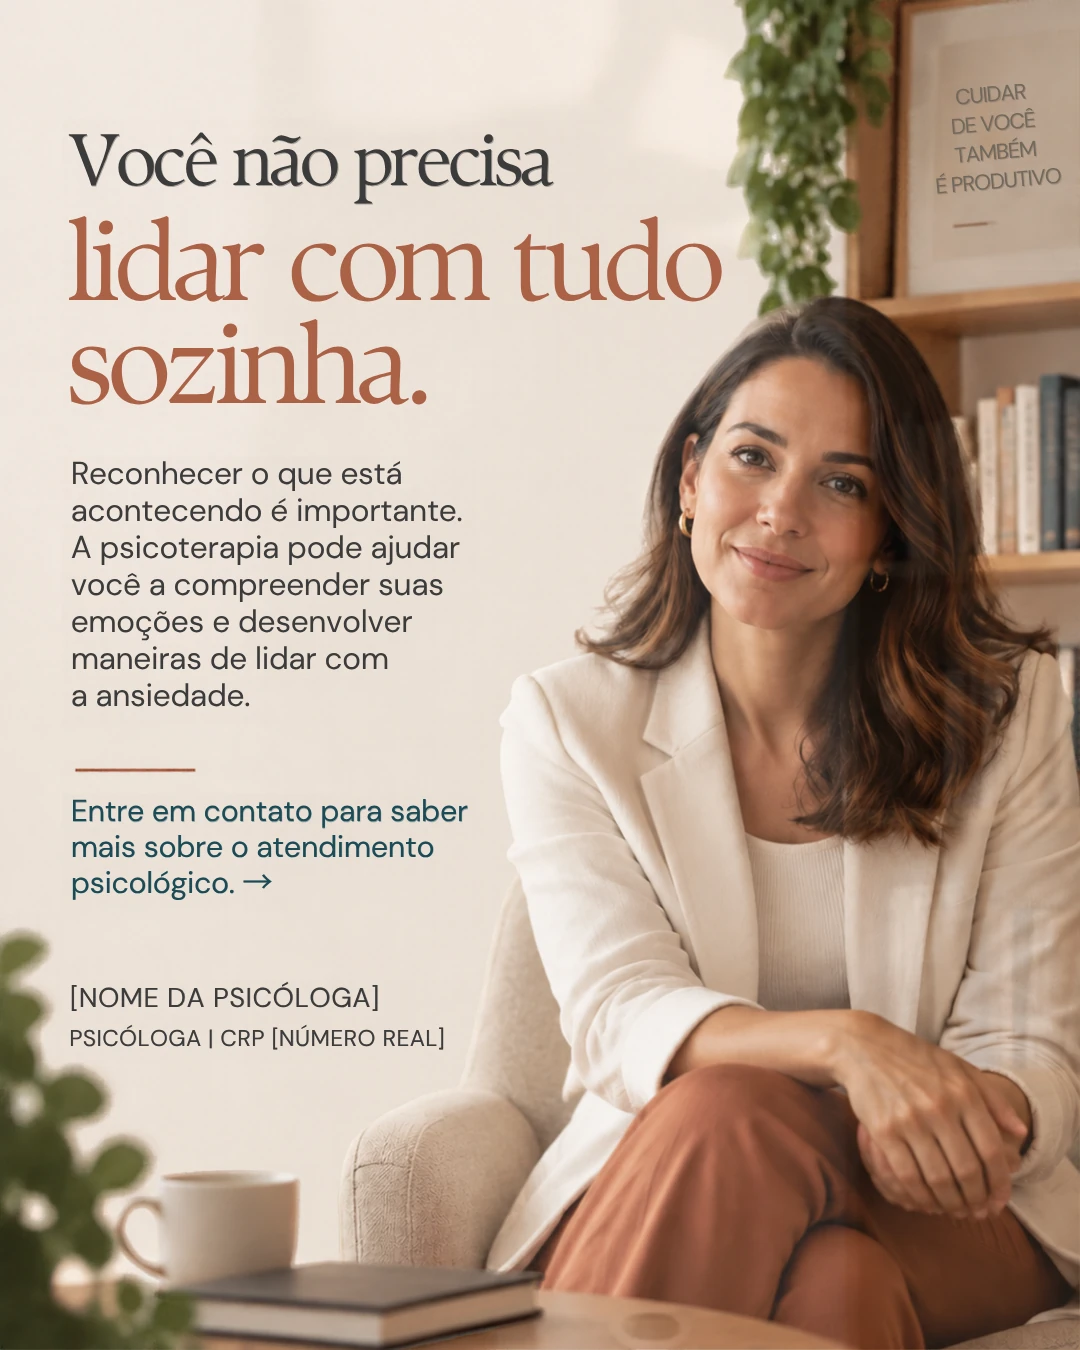 Você não precisa
lidar com tudo
sozinha.
Reconhecer o que está
acontecendo é importante.
A psicoterapia pode ajudar
você a compreender suas
emoções e desenvolver
maneiras de lidar com
a ansiedade.
Entre em contato para saber
mais sobre o atendimento
psicológico. →
[NOME DA PSICÓLOGA]
PSICÓLOGA | CRP [NÚMERO REAL]
CUIDAR
DE VOCÊ
TAMBÉM
É PRODUTIVO